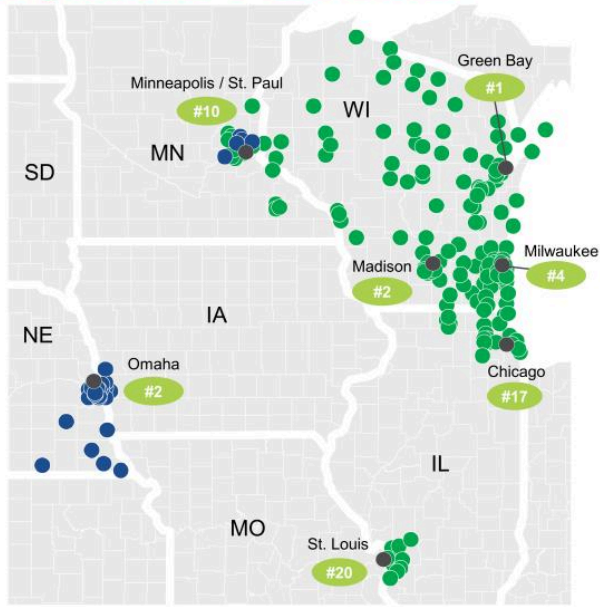 Green Bay
#1
Minneapolis / St. Paul
#10
WI
MN
SD
Milwaukee
#4
Madison
#2
IA
NE
Omaha
#2
Chicago
#17
IL
MO
St. Louis
#20